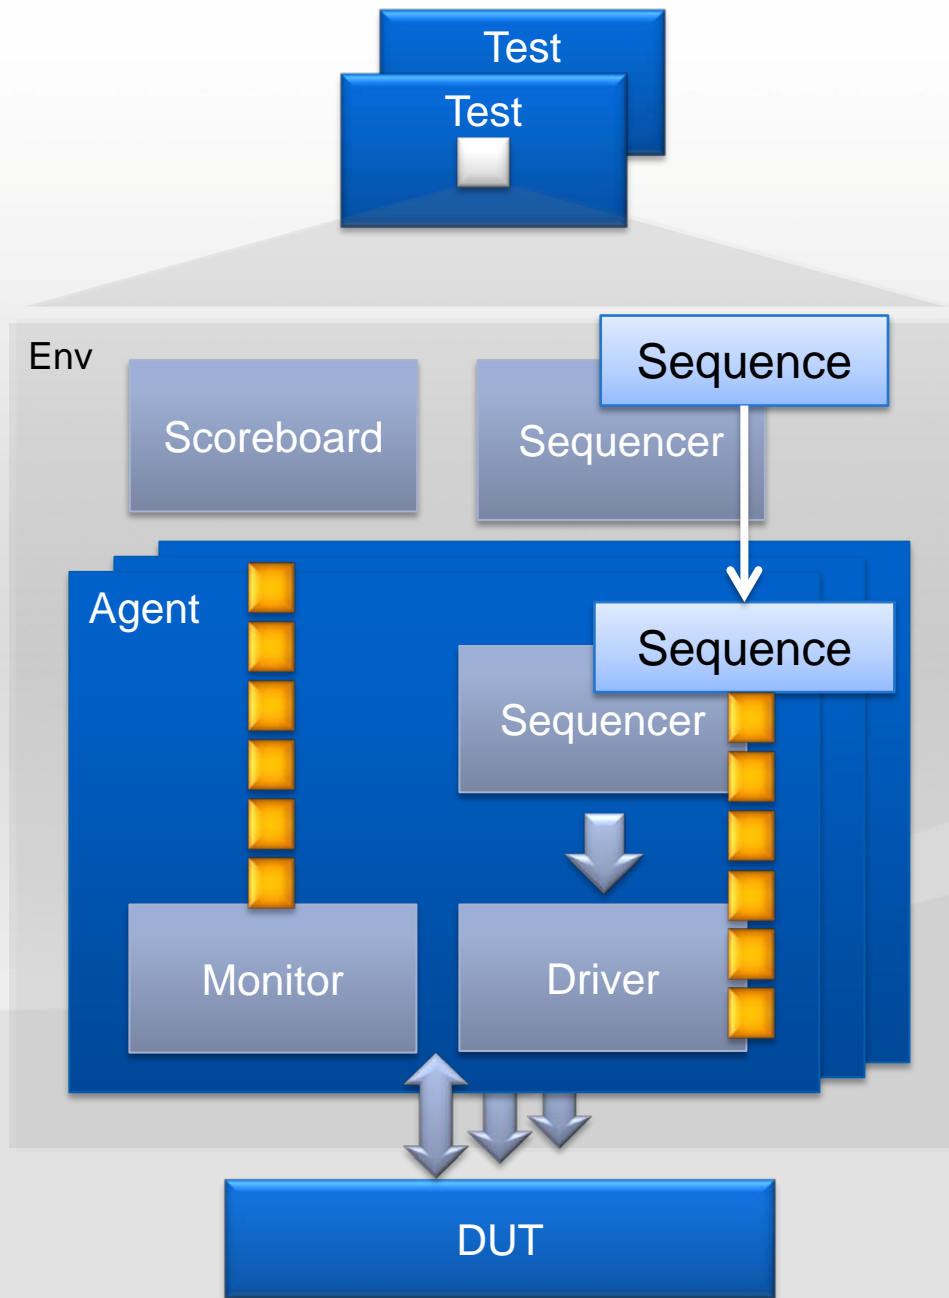 Test
Test
Env
Sequence
Scoreboard
Sequencer
Agent
Sequence
Sequencer
Monitor
Driver
DUT